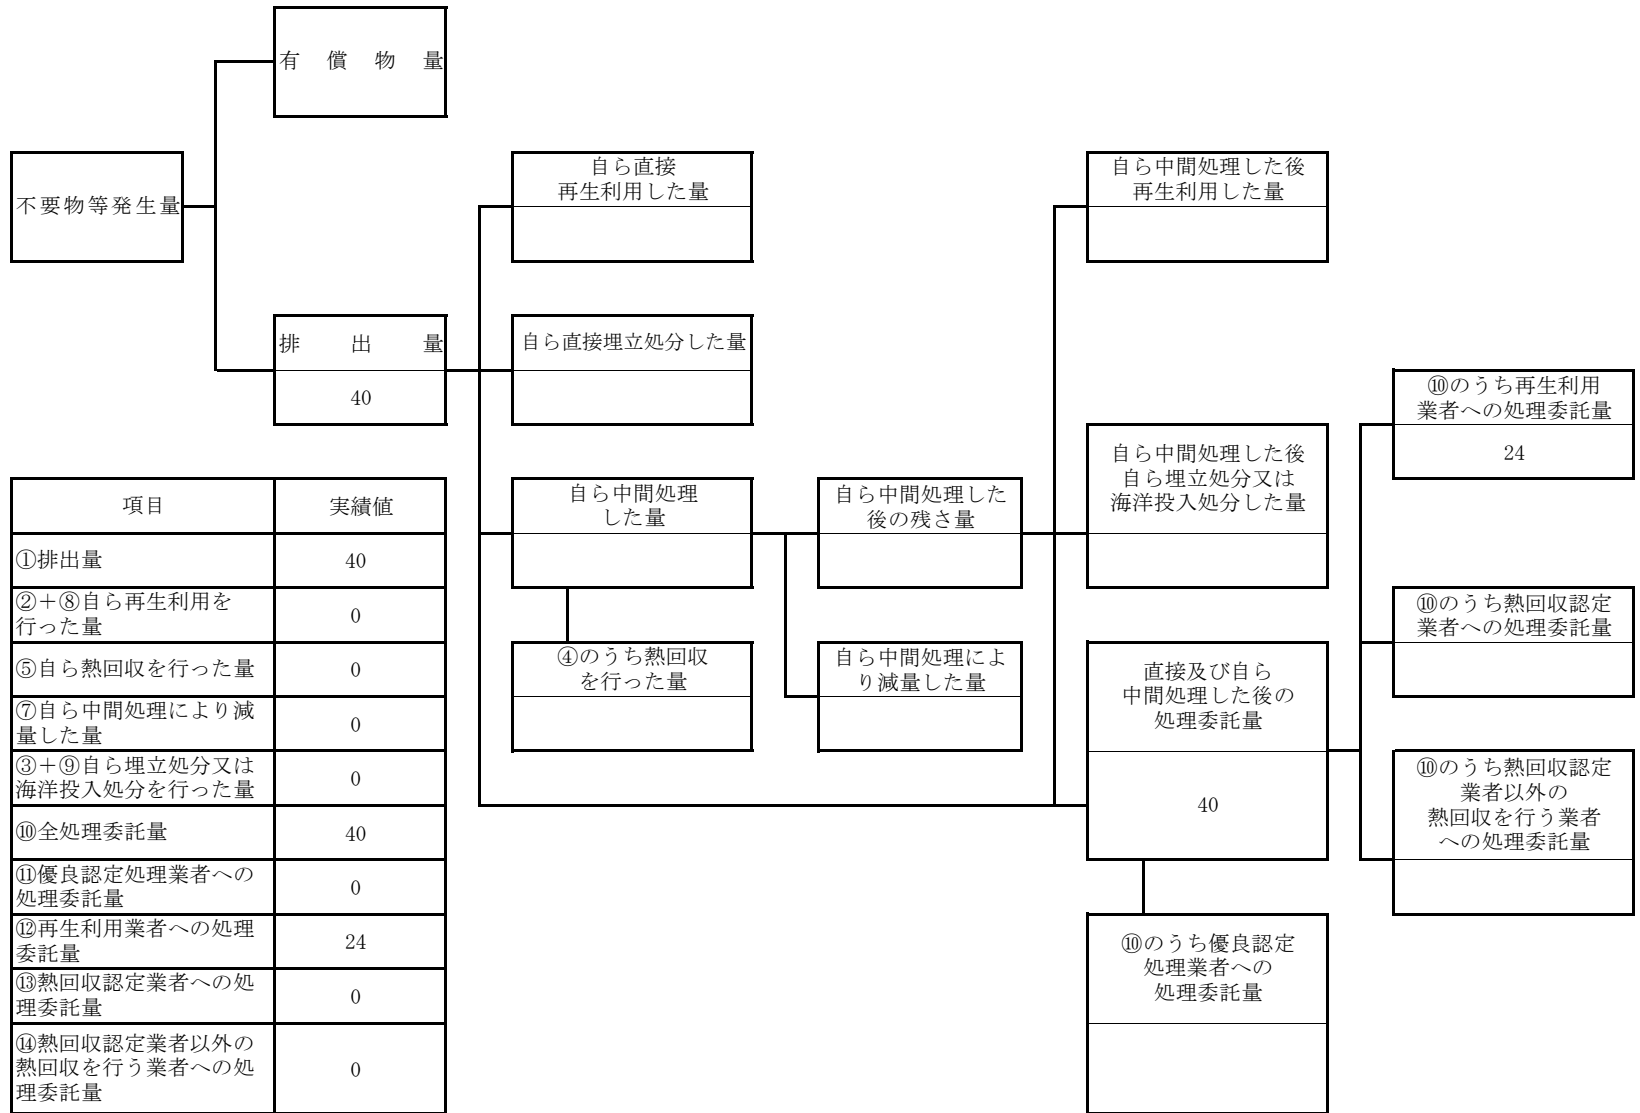 有償物量
不要物等発生量
自ら直接
再生利用した量
自ら中間処理した後
再生利用した量
排出量
40
自ら直接埋立処分した量
⑩のうち再生利用
業者への処理委託量
24
自ら中間処理した後
自ら埋立処分又は
海洋投入処分した量
自ら中間処理
した量
自ら中間処理した
後の残さ量
⑩のうち熱回収認定
業者への処理委託量
④のうち熱回収
を行った量
自ら中間処理によ
り減量した量
直接及び自ら
中間処理した後の
処理委託量
40
⑩のうち熱回収認定
業者以外の
熱回収を行う業者
への処理委託量
⑩のうち優良認定
処理業者への
処理委託量
項目 実績値
①排出量 40
②+⑧自ら再生利用を
行った量 0
⑤自ら熱回収を行った量 0
⑦自ら中間処理により減
量した量 0
③+⑨自ら埋立処分又は
海洋投入処分を行った量 0
⑩全処理委託量 40
⑪優良認定処理業者への
処理委託量 0
⑫再生利用業者への処理
委託量 24
⑬熱回収認定業者への処
理委託量 0
⑭熱回収認定業者以外の
熱回収を行う業者への処
理委託量 0